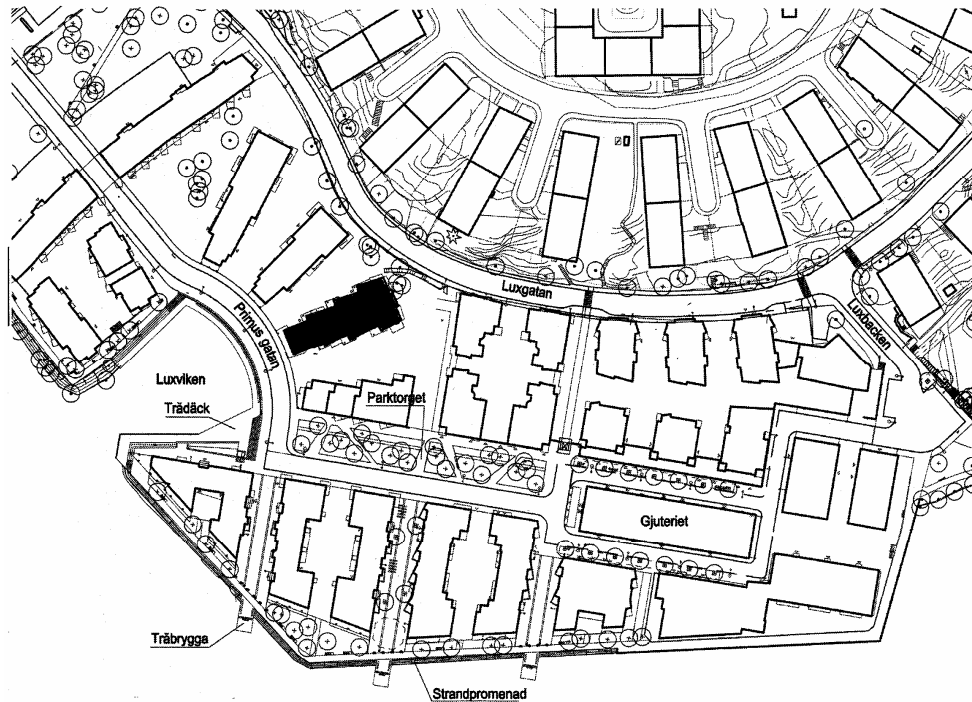 Luxgatan
Luxbacken
Primus gatan
Luxviken
Trädäck
Parktorget
Gjuteriet
Träbrygga
Strandpromenad